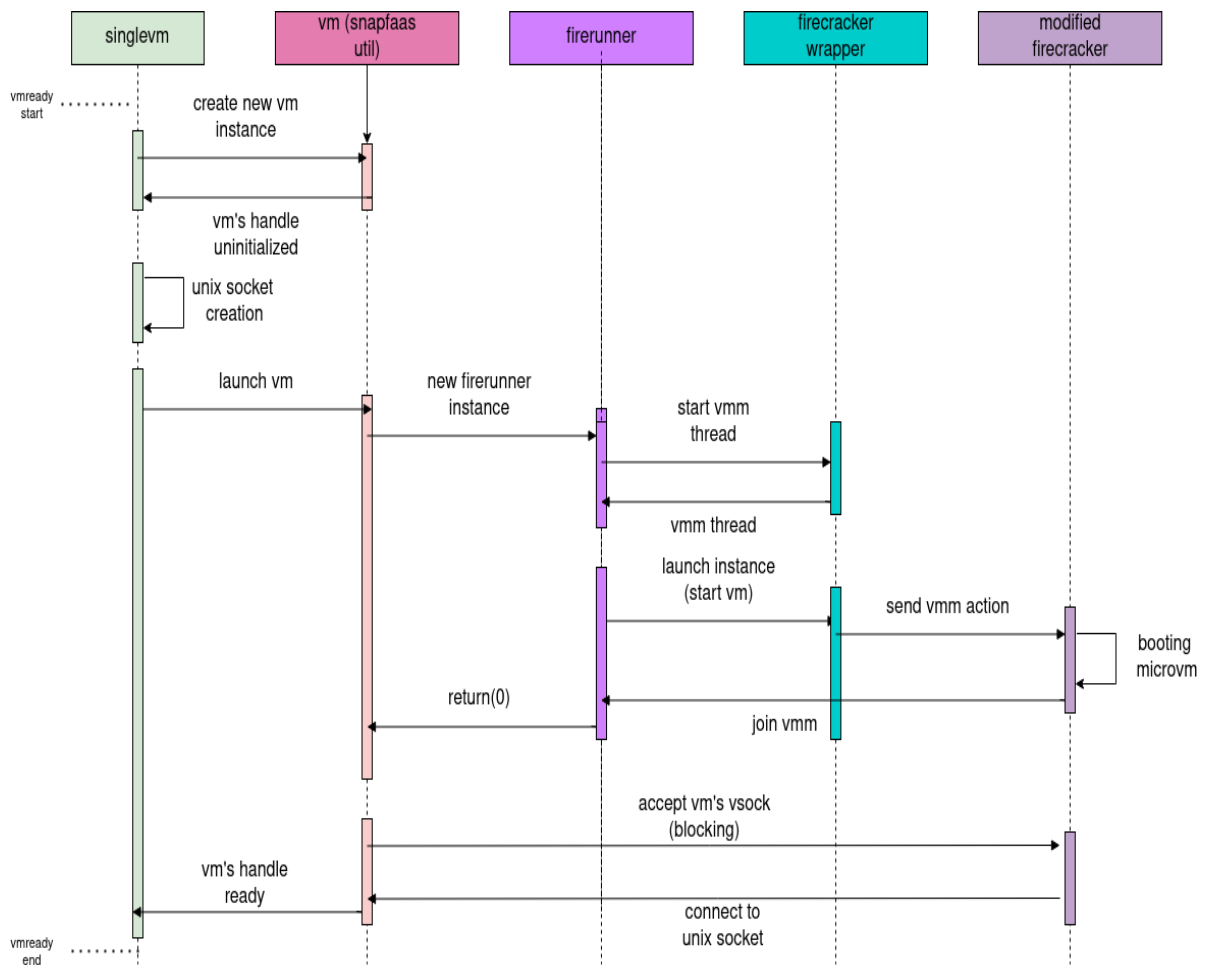 singlevm
vm (snapfaas
util)
firerunner
firecracker
wrapper
modified
firecracker
vmready
start
create new vm
instance
vm's handle
uninitialized
unix socket
creation
launch vm
new firerunner
instance
start vmm
thread
vmm thread
launch instance
(start vm)
send vmm action
booting
microvm
return(0)
join vmm
accept vm's vsock
(blocking)
vm's handle
ready
connect to
unix socket
vmready
end